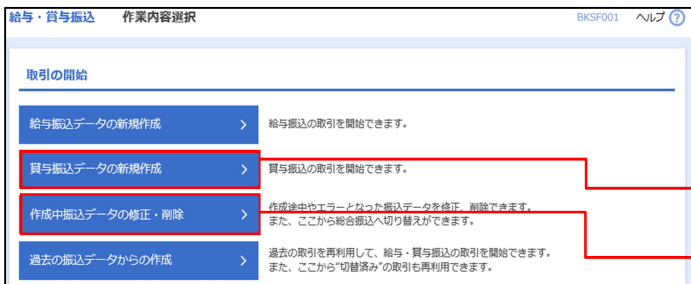 給与・賞与振込　作業内容選択　BKSF001　ヘルプ ?
取引の開始
給与振込データの新規作成 >　給与振込の取引を開始できます。
賞与振込データの新規作成 >　賞与振込の取引を開始できます。
作成中振込データの修正・削除 >　作成途中やエラーとなった振込データを修正、削除できます。
また、ここから総合振込へ切り替えができます。
過去の振込データからの作成 >　過去の取引を再利用して、給与・賞与振込の取引を開始できます。
また、ここから"切替済み"の取引も再利用できます。